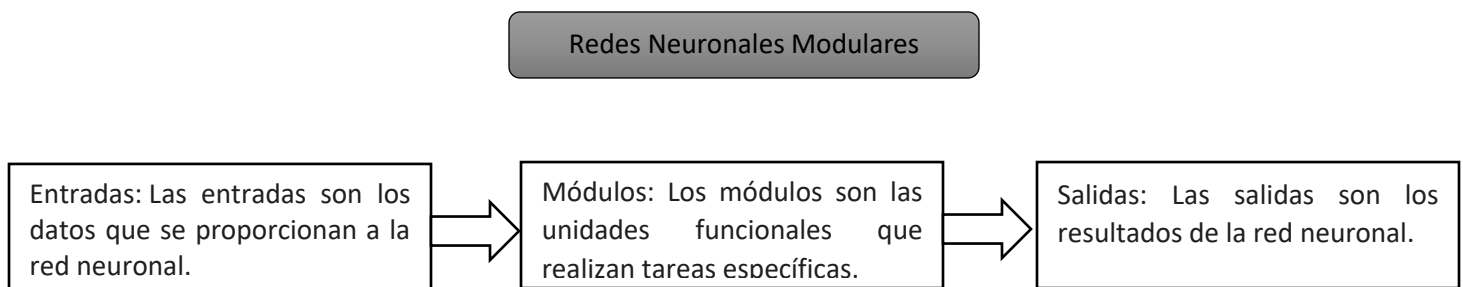 Redes Neuronales Modulares
Entradas: Las entradas son los
datos que se proporcionan a la
red neuronal.
Módulos: Los módulos son las
unidades funcionales que
realizan tareas específicas.
Salidas: Las salidas son los
resultados de la red neuronal.